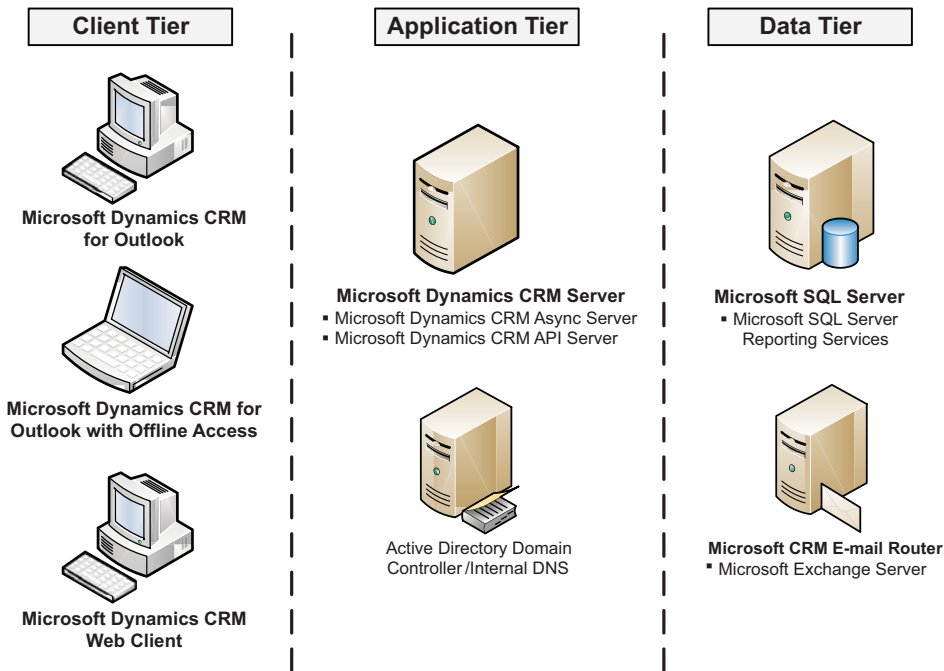 Client Tier
Microsoft Dynamics CRM
for Outlook
Microsoft Dynamics CRM for
Outlook with Offline Access
Microsoft Dynamics CRM
Web Client
Application Tier
Microsoft Dynamics CRM Server
▪ Microsoft Dynamics CRM Async Server
▪ Microsoft Dynamics CRM API Server
Active Directory Domain
Controller/Internal DNS
Data Tier
Microsoft SQL Server
▪ Microsoft SQL Server
Reporting Services
Microsoft CRM E-mail Router
▪ Microsoft Exchange Server